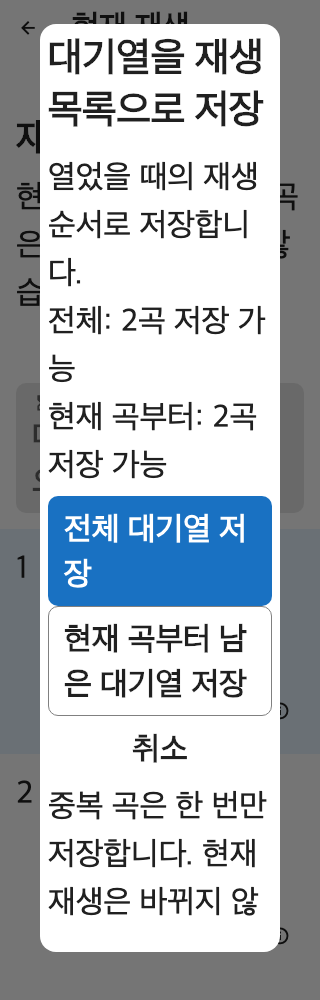 현재 재생
대기열을 재생
목록으로 저장
열었을 때의 재생
순서로 저장합니
다.
전체: 2곡 저장 가
능
현재 곡부터: 2곡
저장 가능
전체 대기열 저
장
현재 곡부터 남
은 대기열 저장
취소
중복 곡은 한 번만
저장합니다. 현재
재생은 바뀌지 않
1
2